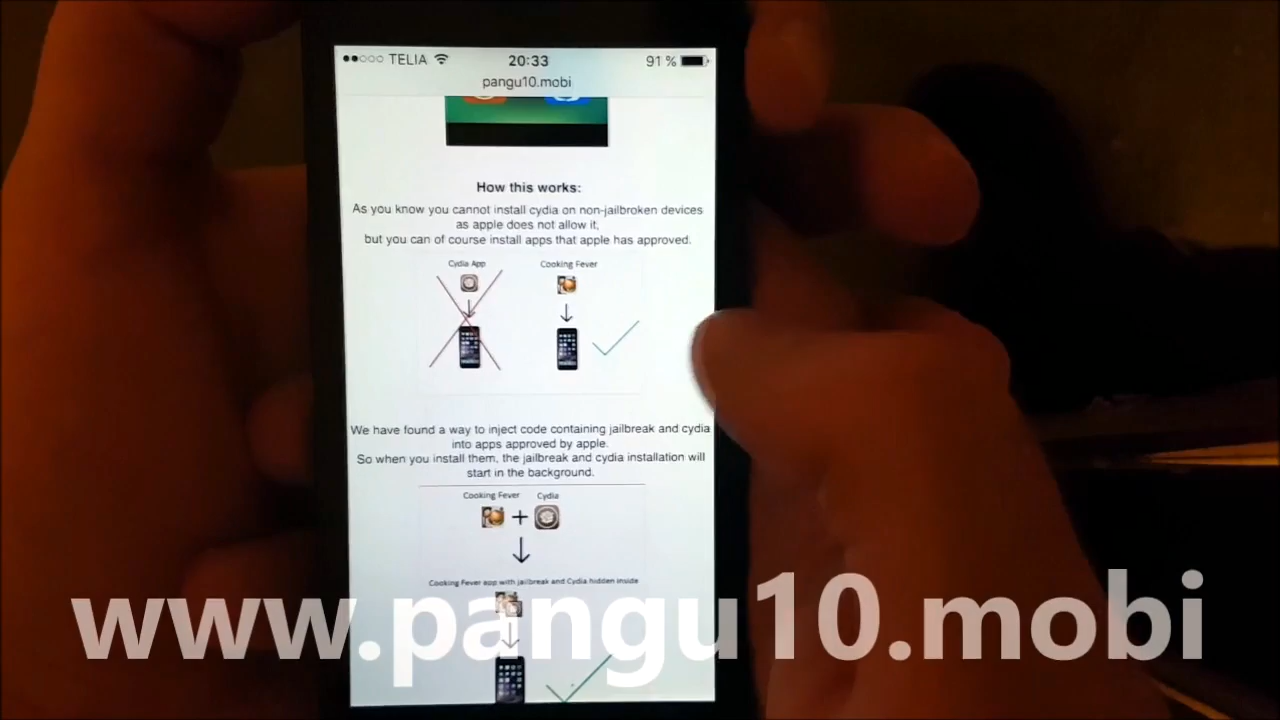 TELIA 20:33 91 %
pangu10.mobi
How this works:
As you know you cannot install cydia on non-jailbroken devices
as apple does not allow it,
but you can of course install apps that apple has approved.
Cydia App Cooking Fever
We have found a way to inject code containing jailbreak and cydia
into apps approved by apple.
So when you install them, the jailbreak and cydia installation will
start in the background.
Cooking Fever Cydia
+
Cooking Fever app with jailbreak and Cydia hidden inside
www.pangu10.mobi